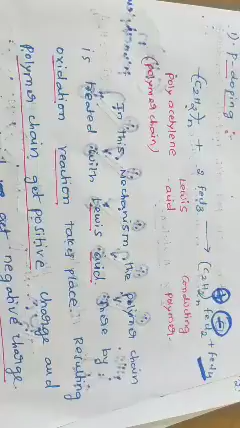 1) P-doping :-
(C2H2)n + 2 FeCl3 ⟶ (C2H2)n FeCl2 + FeCl4
poly acetylene Lewis acid Conducting polymer.
(polymer chain)
In this Mechanism, the polymer chain
is treated with Lewis acid there by
oxidation reaction takes place. Resulting
polymer chain get positive charge and
negative charge.